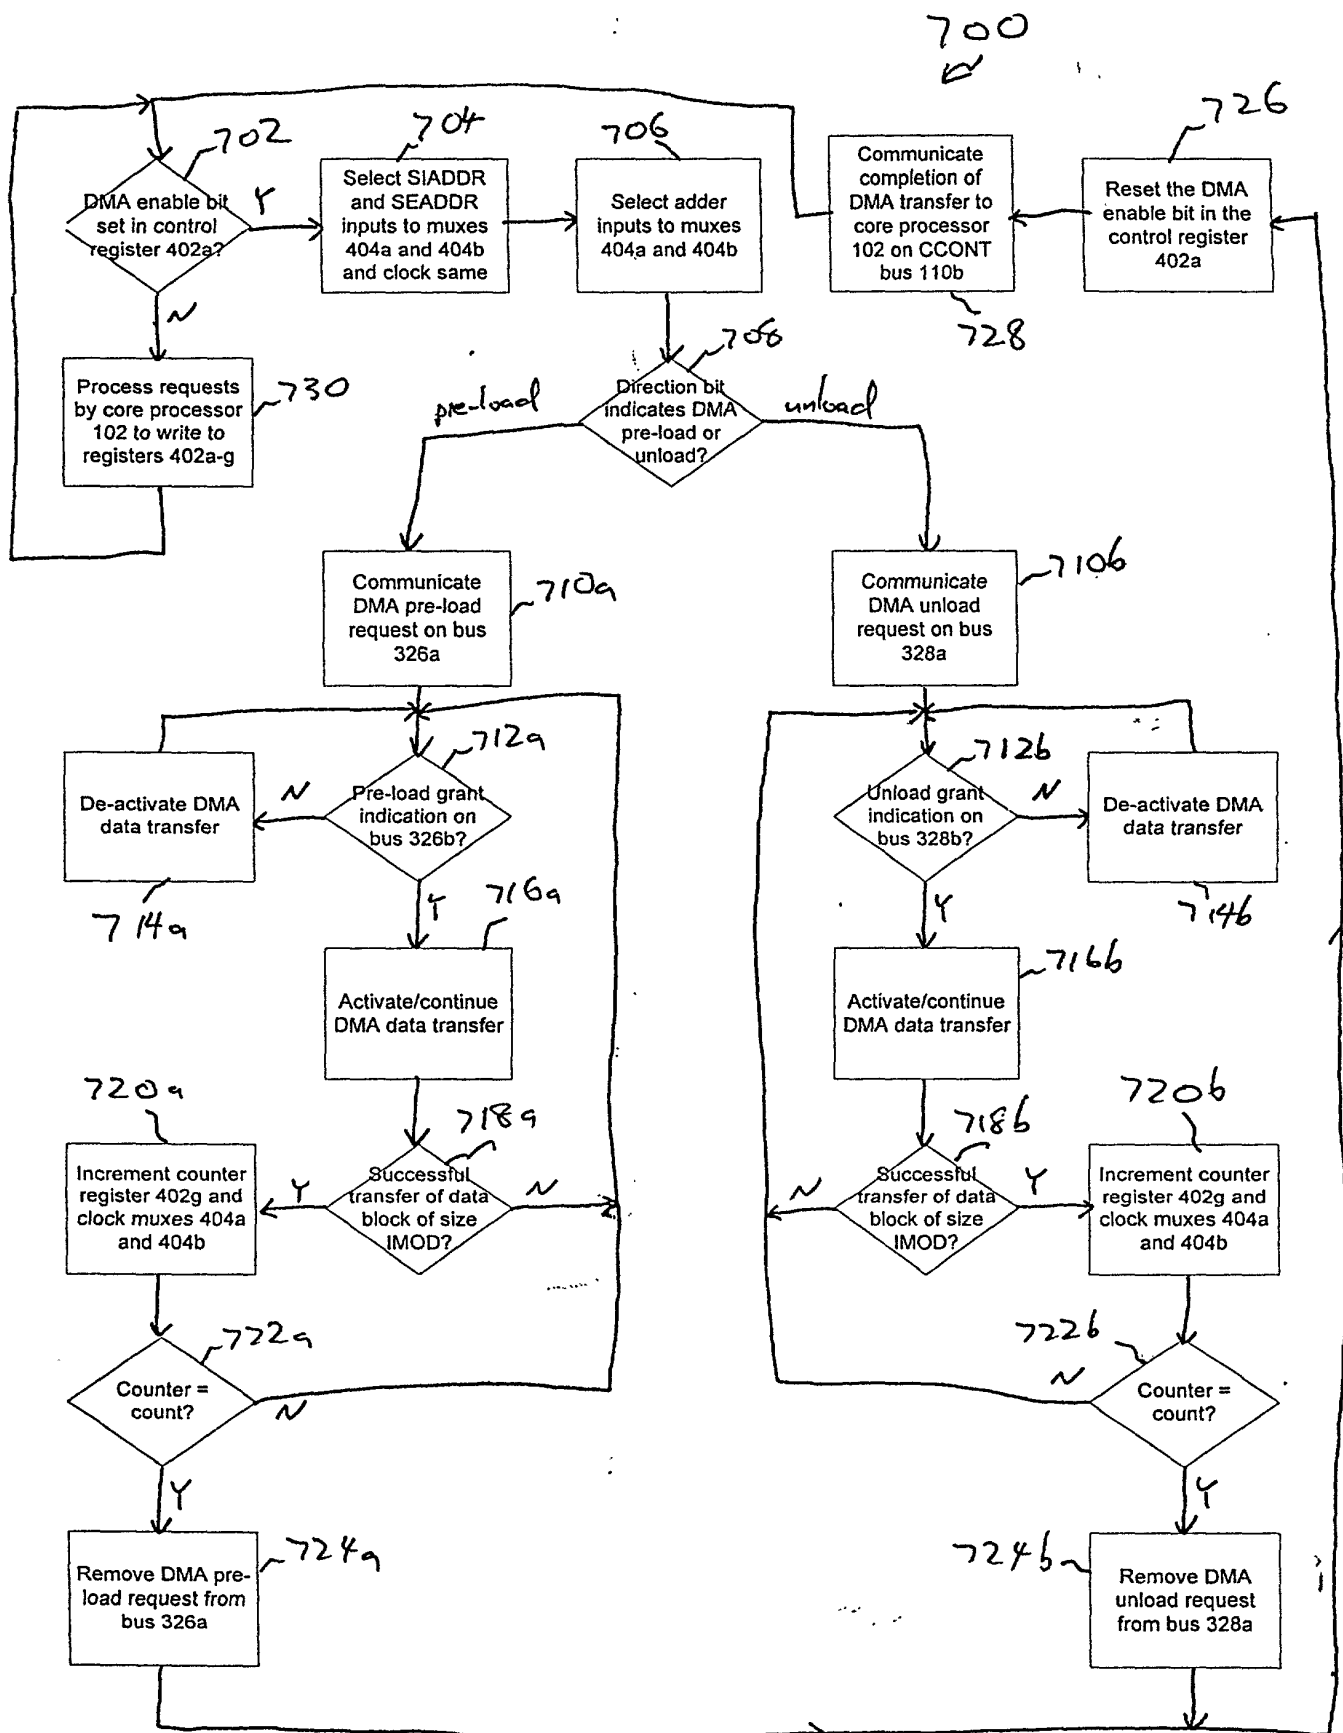 700
702
DMA enable bit
set in control
register 402a?
Y
N
704
Select SIADDR
and SEADDR
inputs to muxes
404a and 404b
and clock same
706
Select adder
inputs to muxes
404a and 404b
Communicate
completion of
DMA transfer to
core processor
102 on CCONT
bus 110b
728
726
Reset the DMA
enable bit in the
control register
402a
Process requests
by core processor
102 to write to
registers 402a-g
730
708
Direction bit
indicates DMA
pre-load or
unload?
pre-load
unload
Communicate
DMA pre-load
request on bus
326a
710a
Communicate
DMA unload
request on bus
328a
710b
712a
Pre-load grant
indication on
bus 326b?
N
Y
De-activate DMA
data transfer
714a
712b
Unload grant
indication on
bus 328b?
N
Y
De-activate DMA
data transfer
714b
716a
Activate/continue
DMA data transfer
716b
Activate/continue
DMA data transfer
720a
Increment counter
register 402g and
clock muxes 404a
and 404b
718a
Successful
transfer of data
block of size
IMOD?
Y
N
718b
Successful
transfer of data
block of size
IMOD?
N
Y
720b
Increment counter
register 402g and
clock muxes 404a
and 404b
722a
Counter =
count?
N
Y
722b
Counter =
count?
N
Y
Remove DMA pre-
load request from
bus 326a
724a
724b
Remove DMA
unload request
from bus 328a